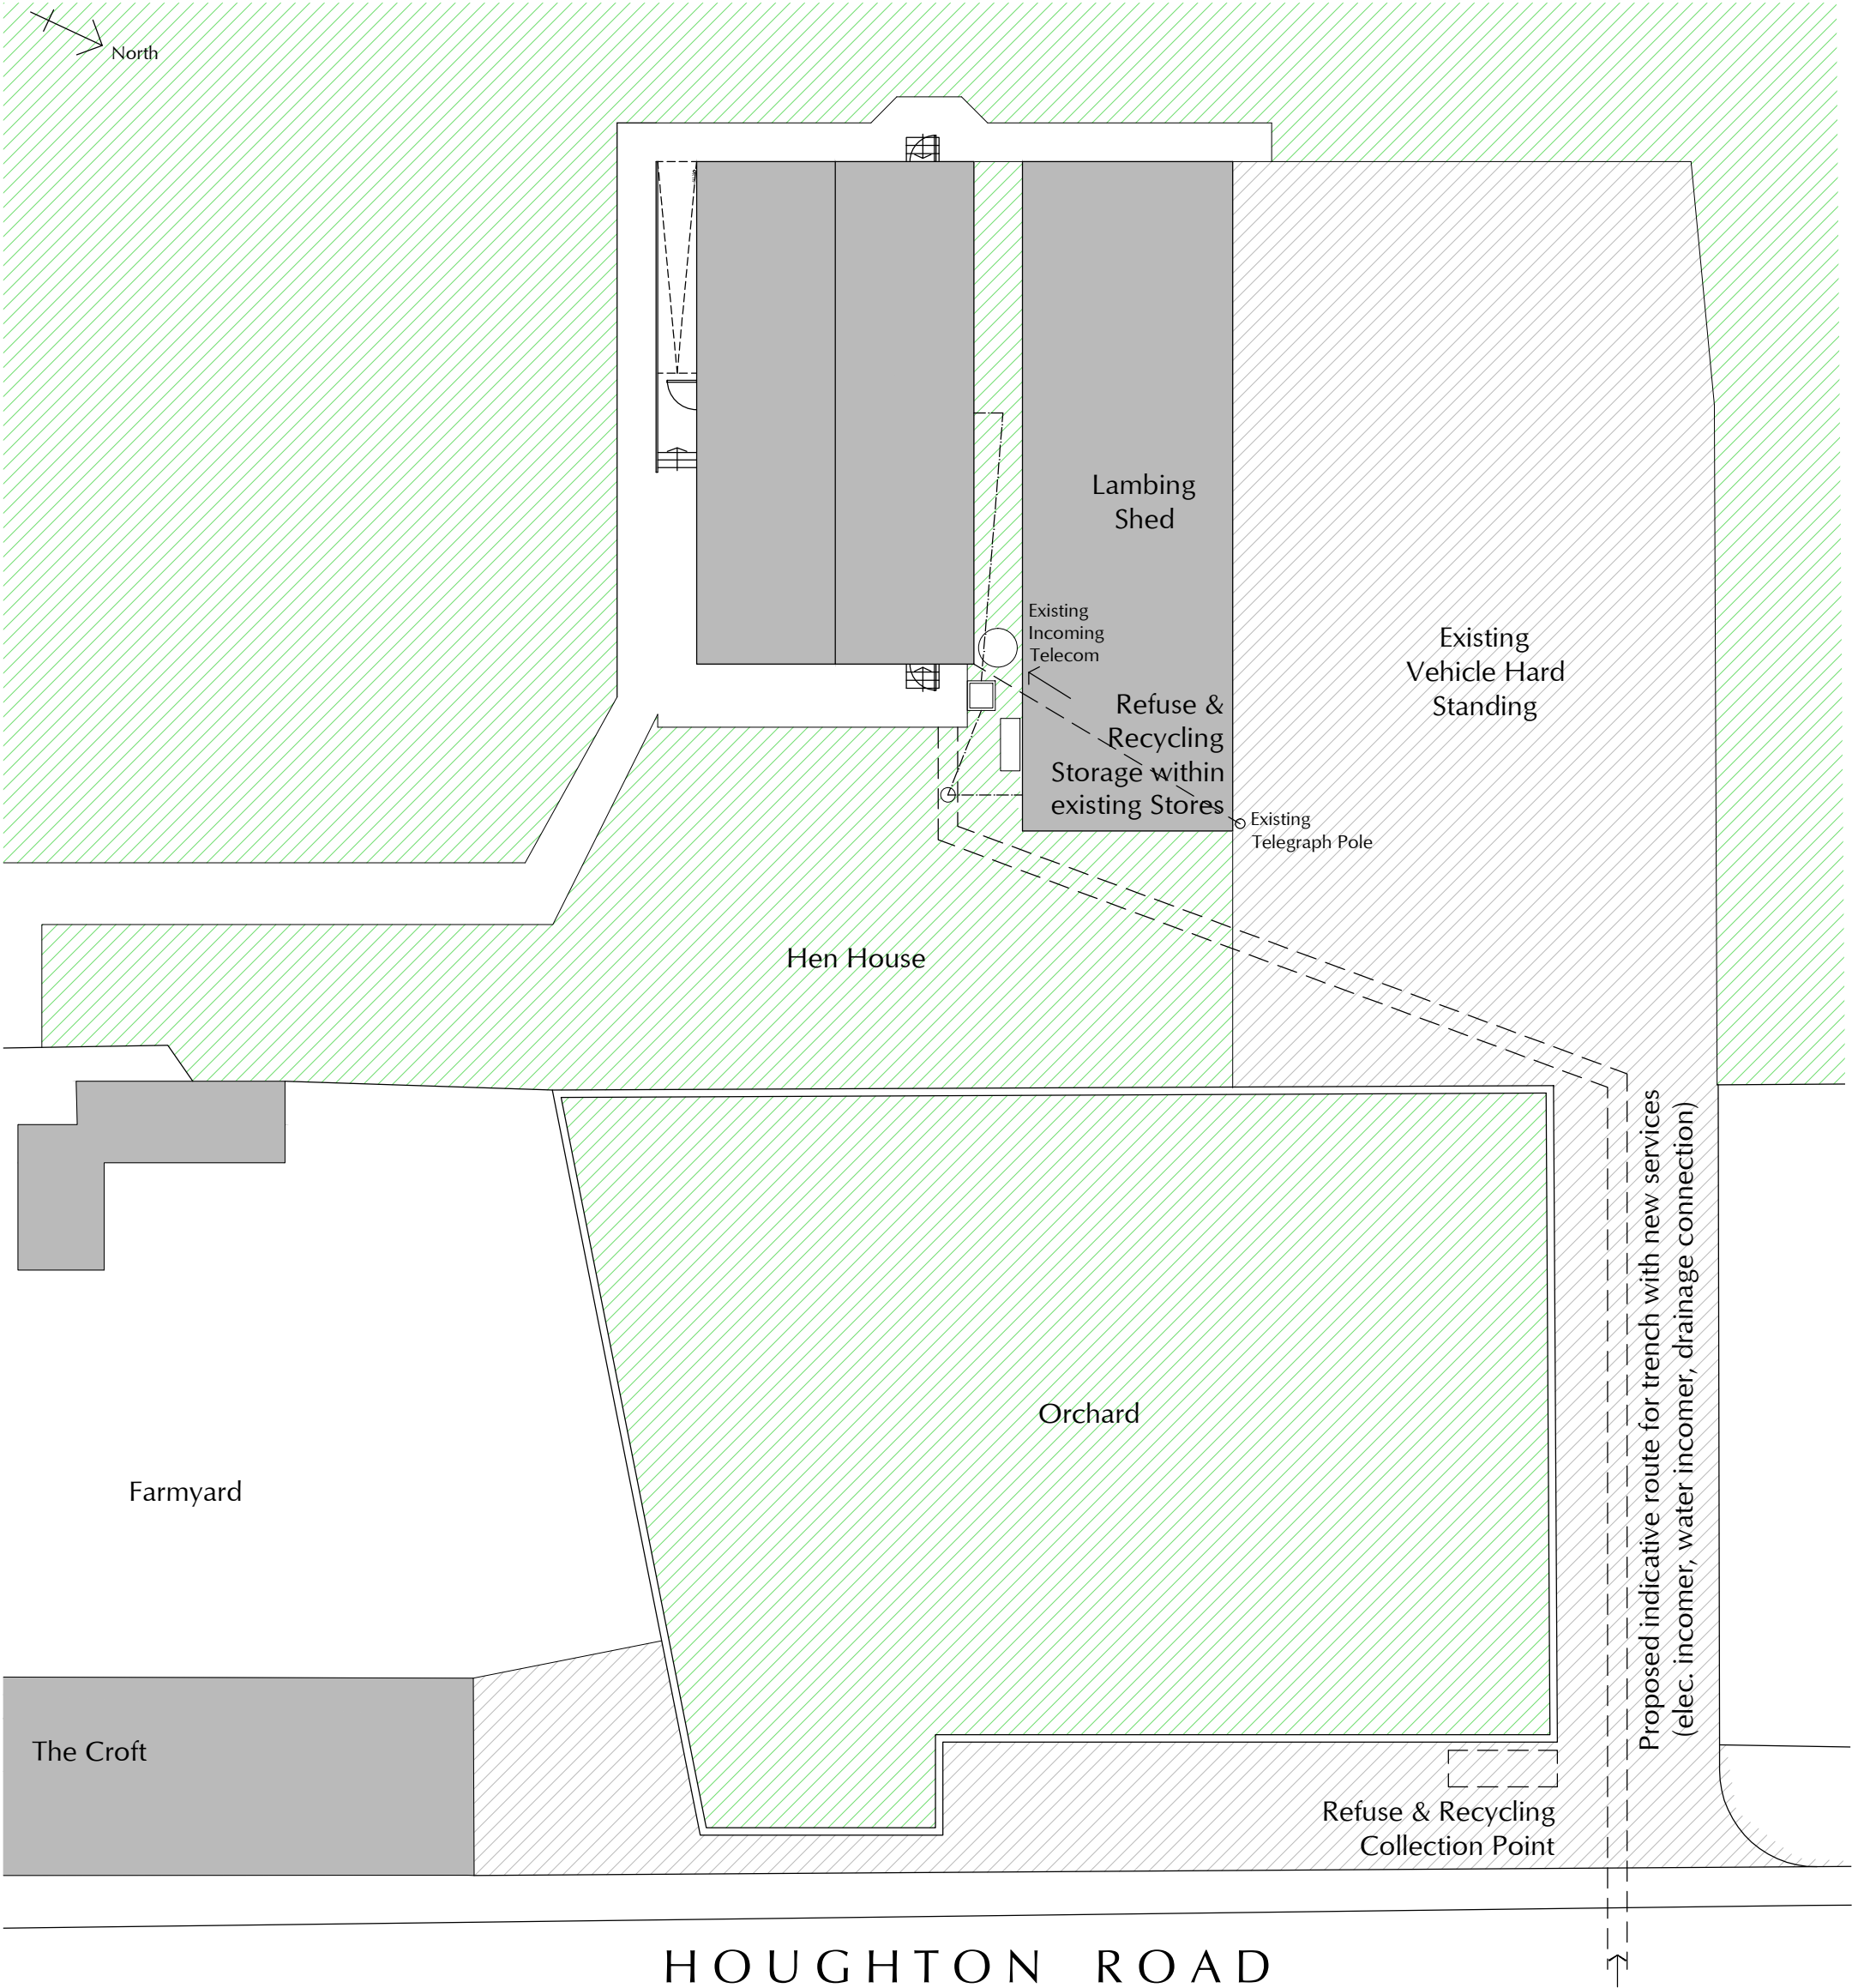 North
Lambing
Shed
Existing
Incoming
Telecom
Existing
Vehicle Hard
Standing
Refuse &
Recycling
Storage within
existing Stores
Existing
Telegraph Pole
Hen House
Proposed indicative route for trench with new services
(elec. incomer, water incomer, drainage connection)
Orchard
Farmyard
The Croft
Refuse & Recycling
Collection Point
HOUGHTON ROAD